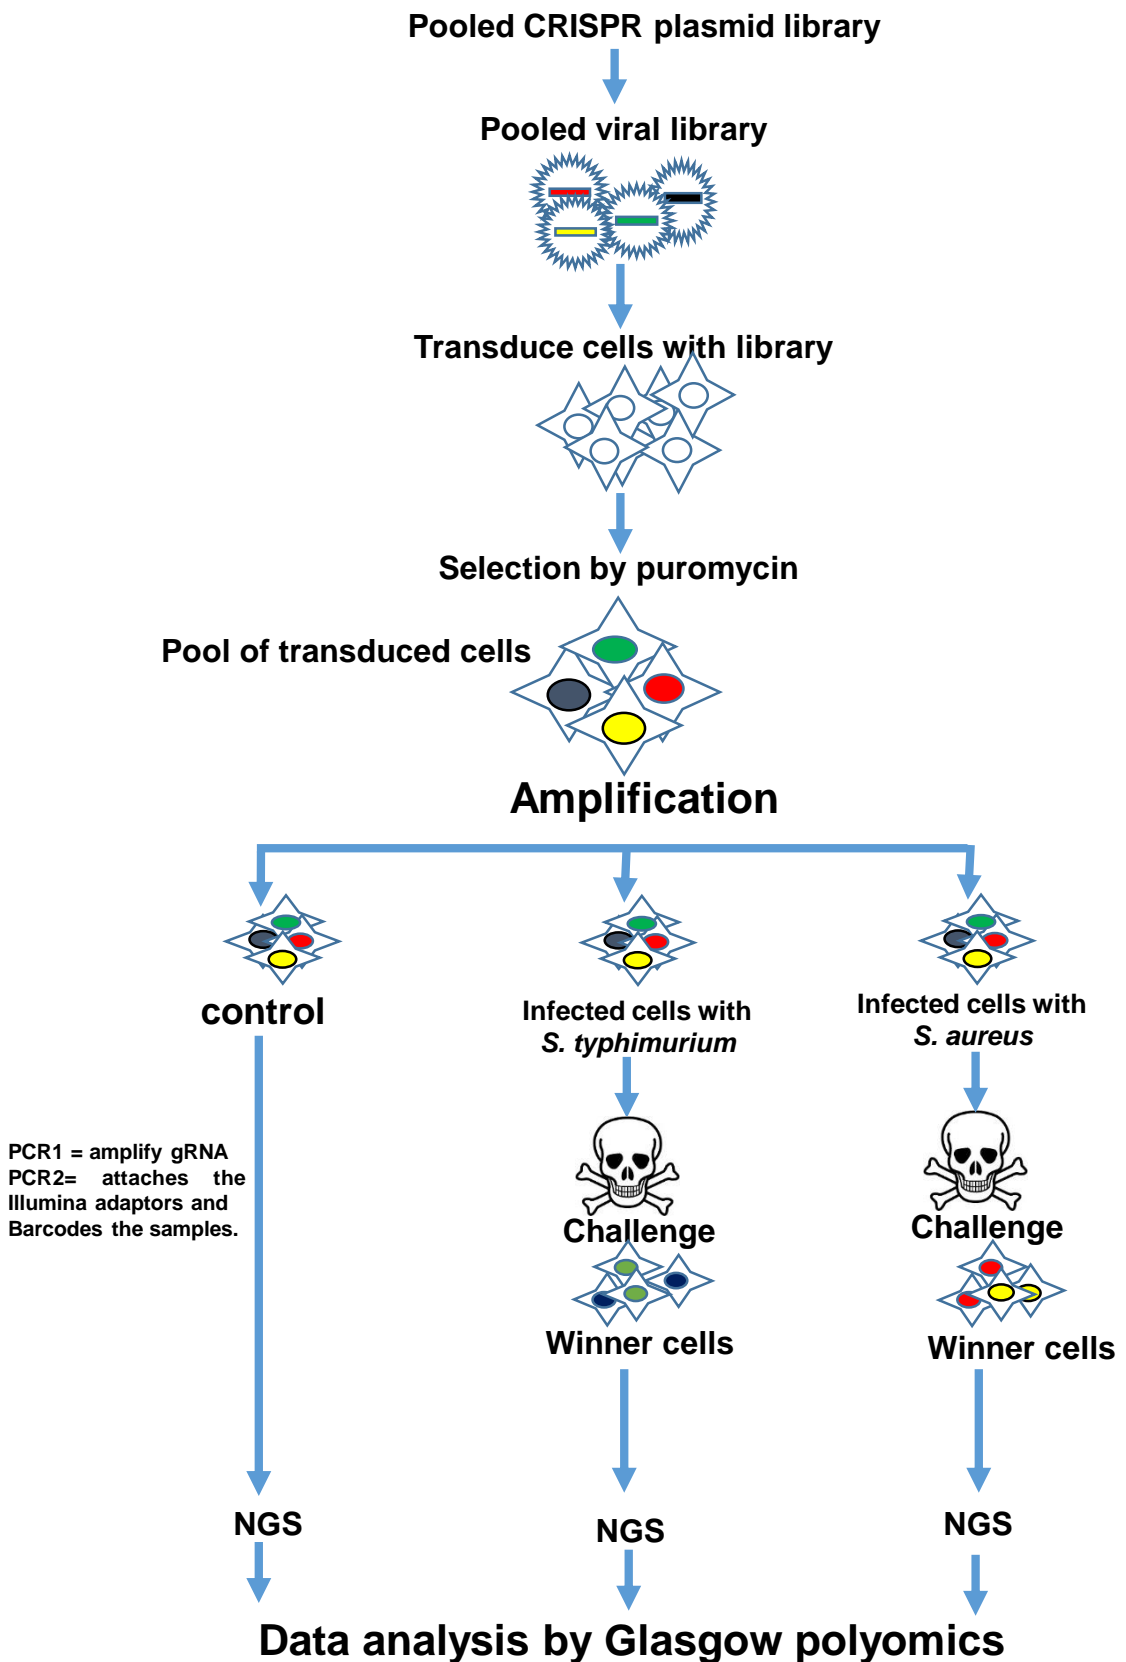 Pooled CRISPR plasmid library
Pooled viral library
Transduce cells with library
Selection by puromycin
Pool of transduced cells
Amplification
control
Infected cells with
S. typhimurium
Infected cells with
S. aureus
PCR1 = amplify gRNA
PCR2= attaches the
Illumina adaptors and
Barcodes the samples.
Challenge
Challenge
Winner cells
Winner cells
NGS
NGS
NGS
Data analysis by Glasgow polyomics